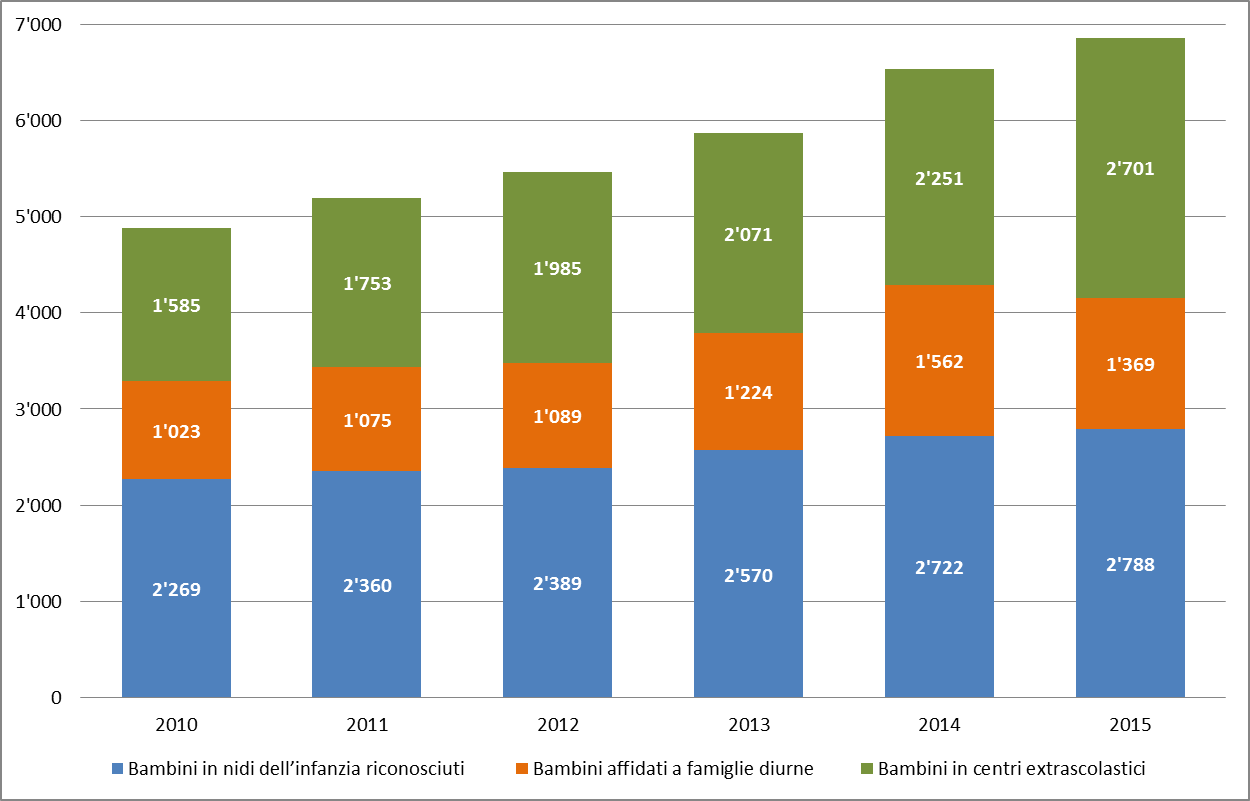 7'000
6'000
5'000
4'000
3'000
2'000
1'000
0
1'585 1'753 1'985 2'071 2'251 2'701
1'023 1'075 1'089 1'224 1'562 1'369
2'269 2'360 2'389 2'570 2'722 2'788
2010 2011 2012 2013 2014 2015
Bambini in nidi dell’infanzia riconosciuti Bambini affidati a famiglie diurne Bambini in centri extrascolastici